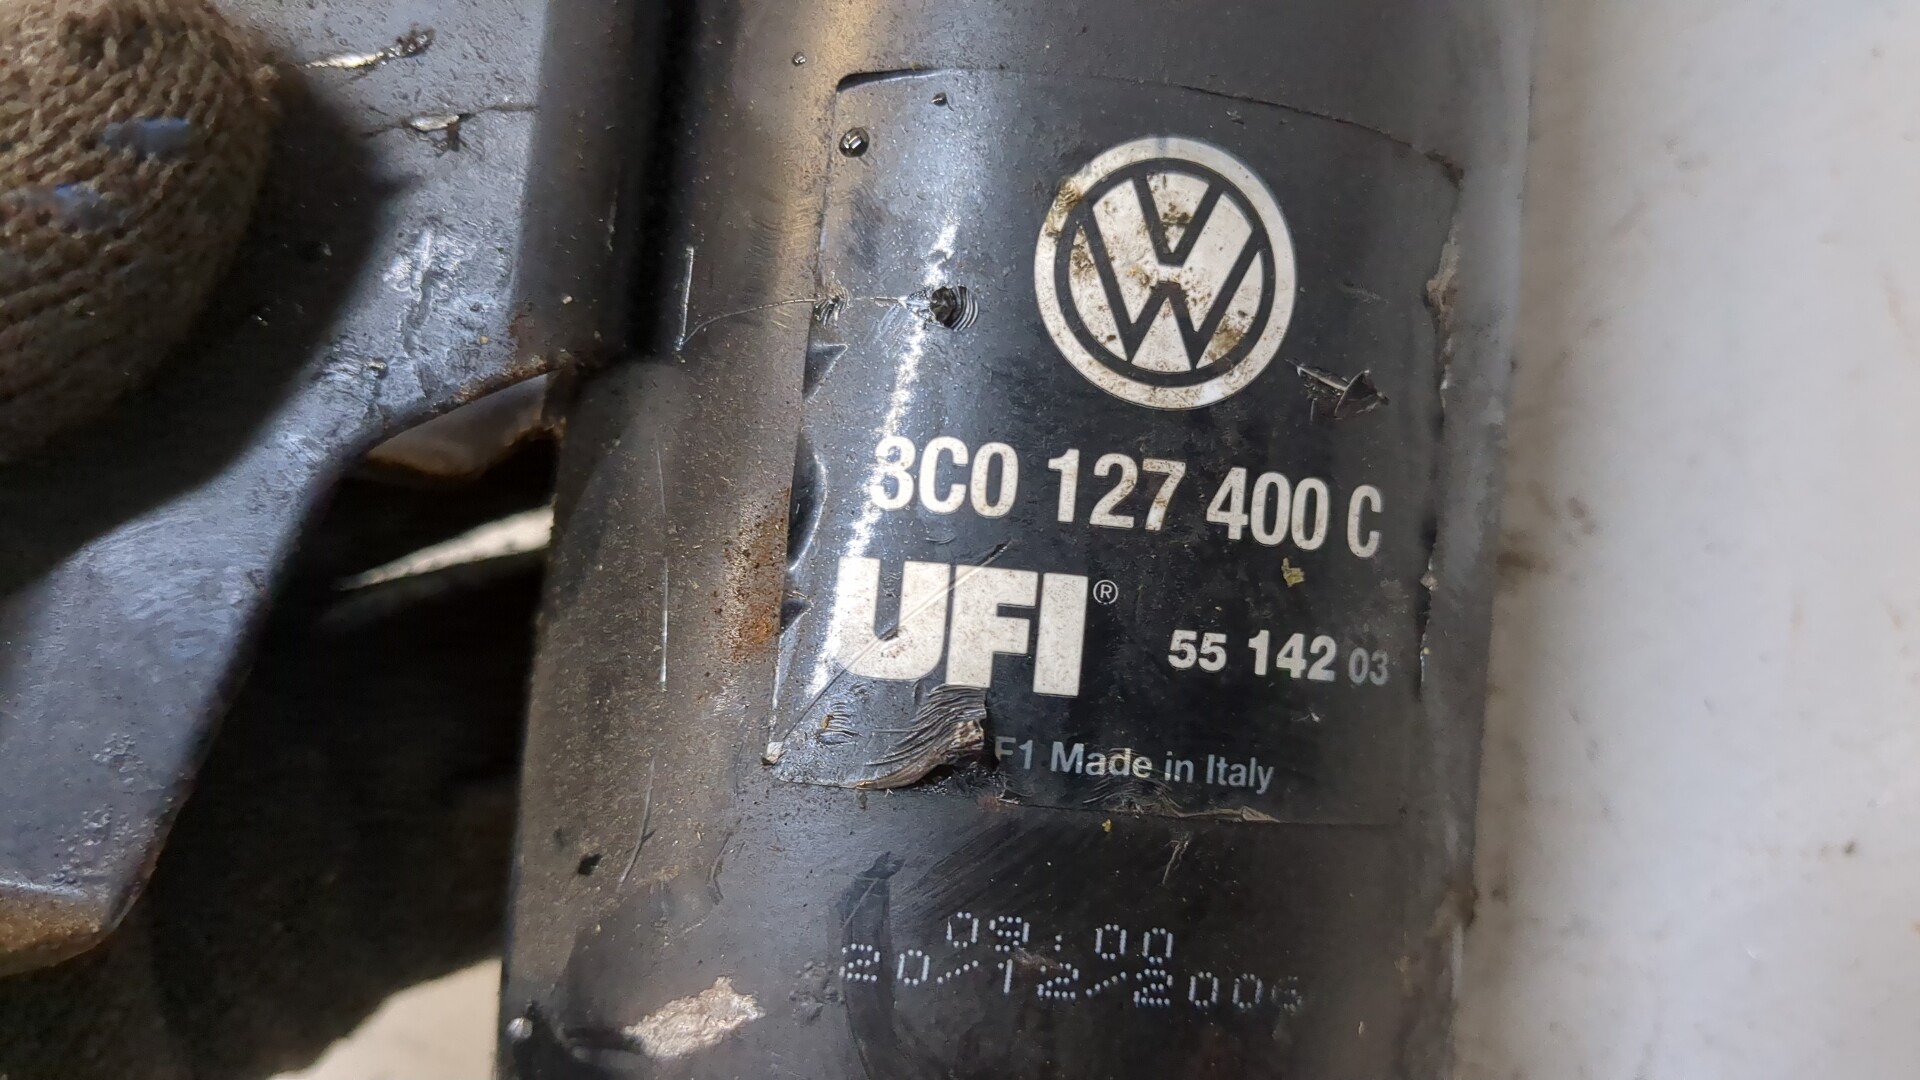 3C0 127 400 C
UFI® 55 142 03
F1 Made in Italy
09:00
20/12/2006